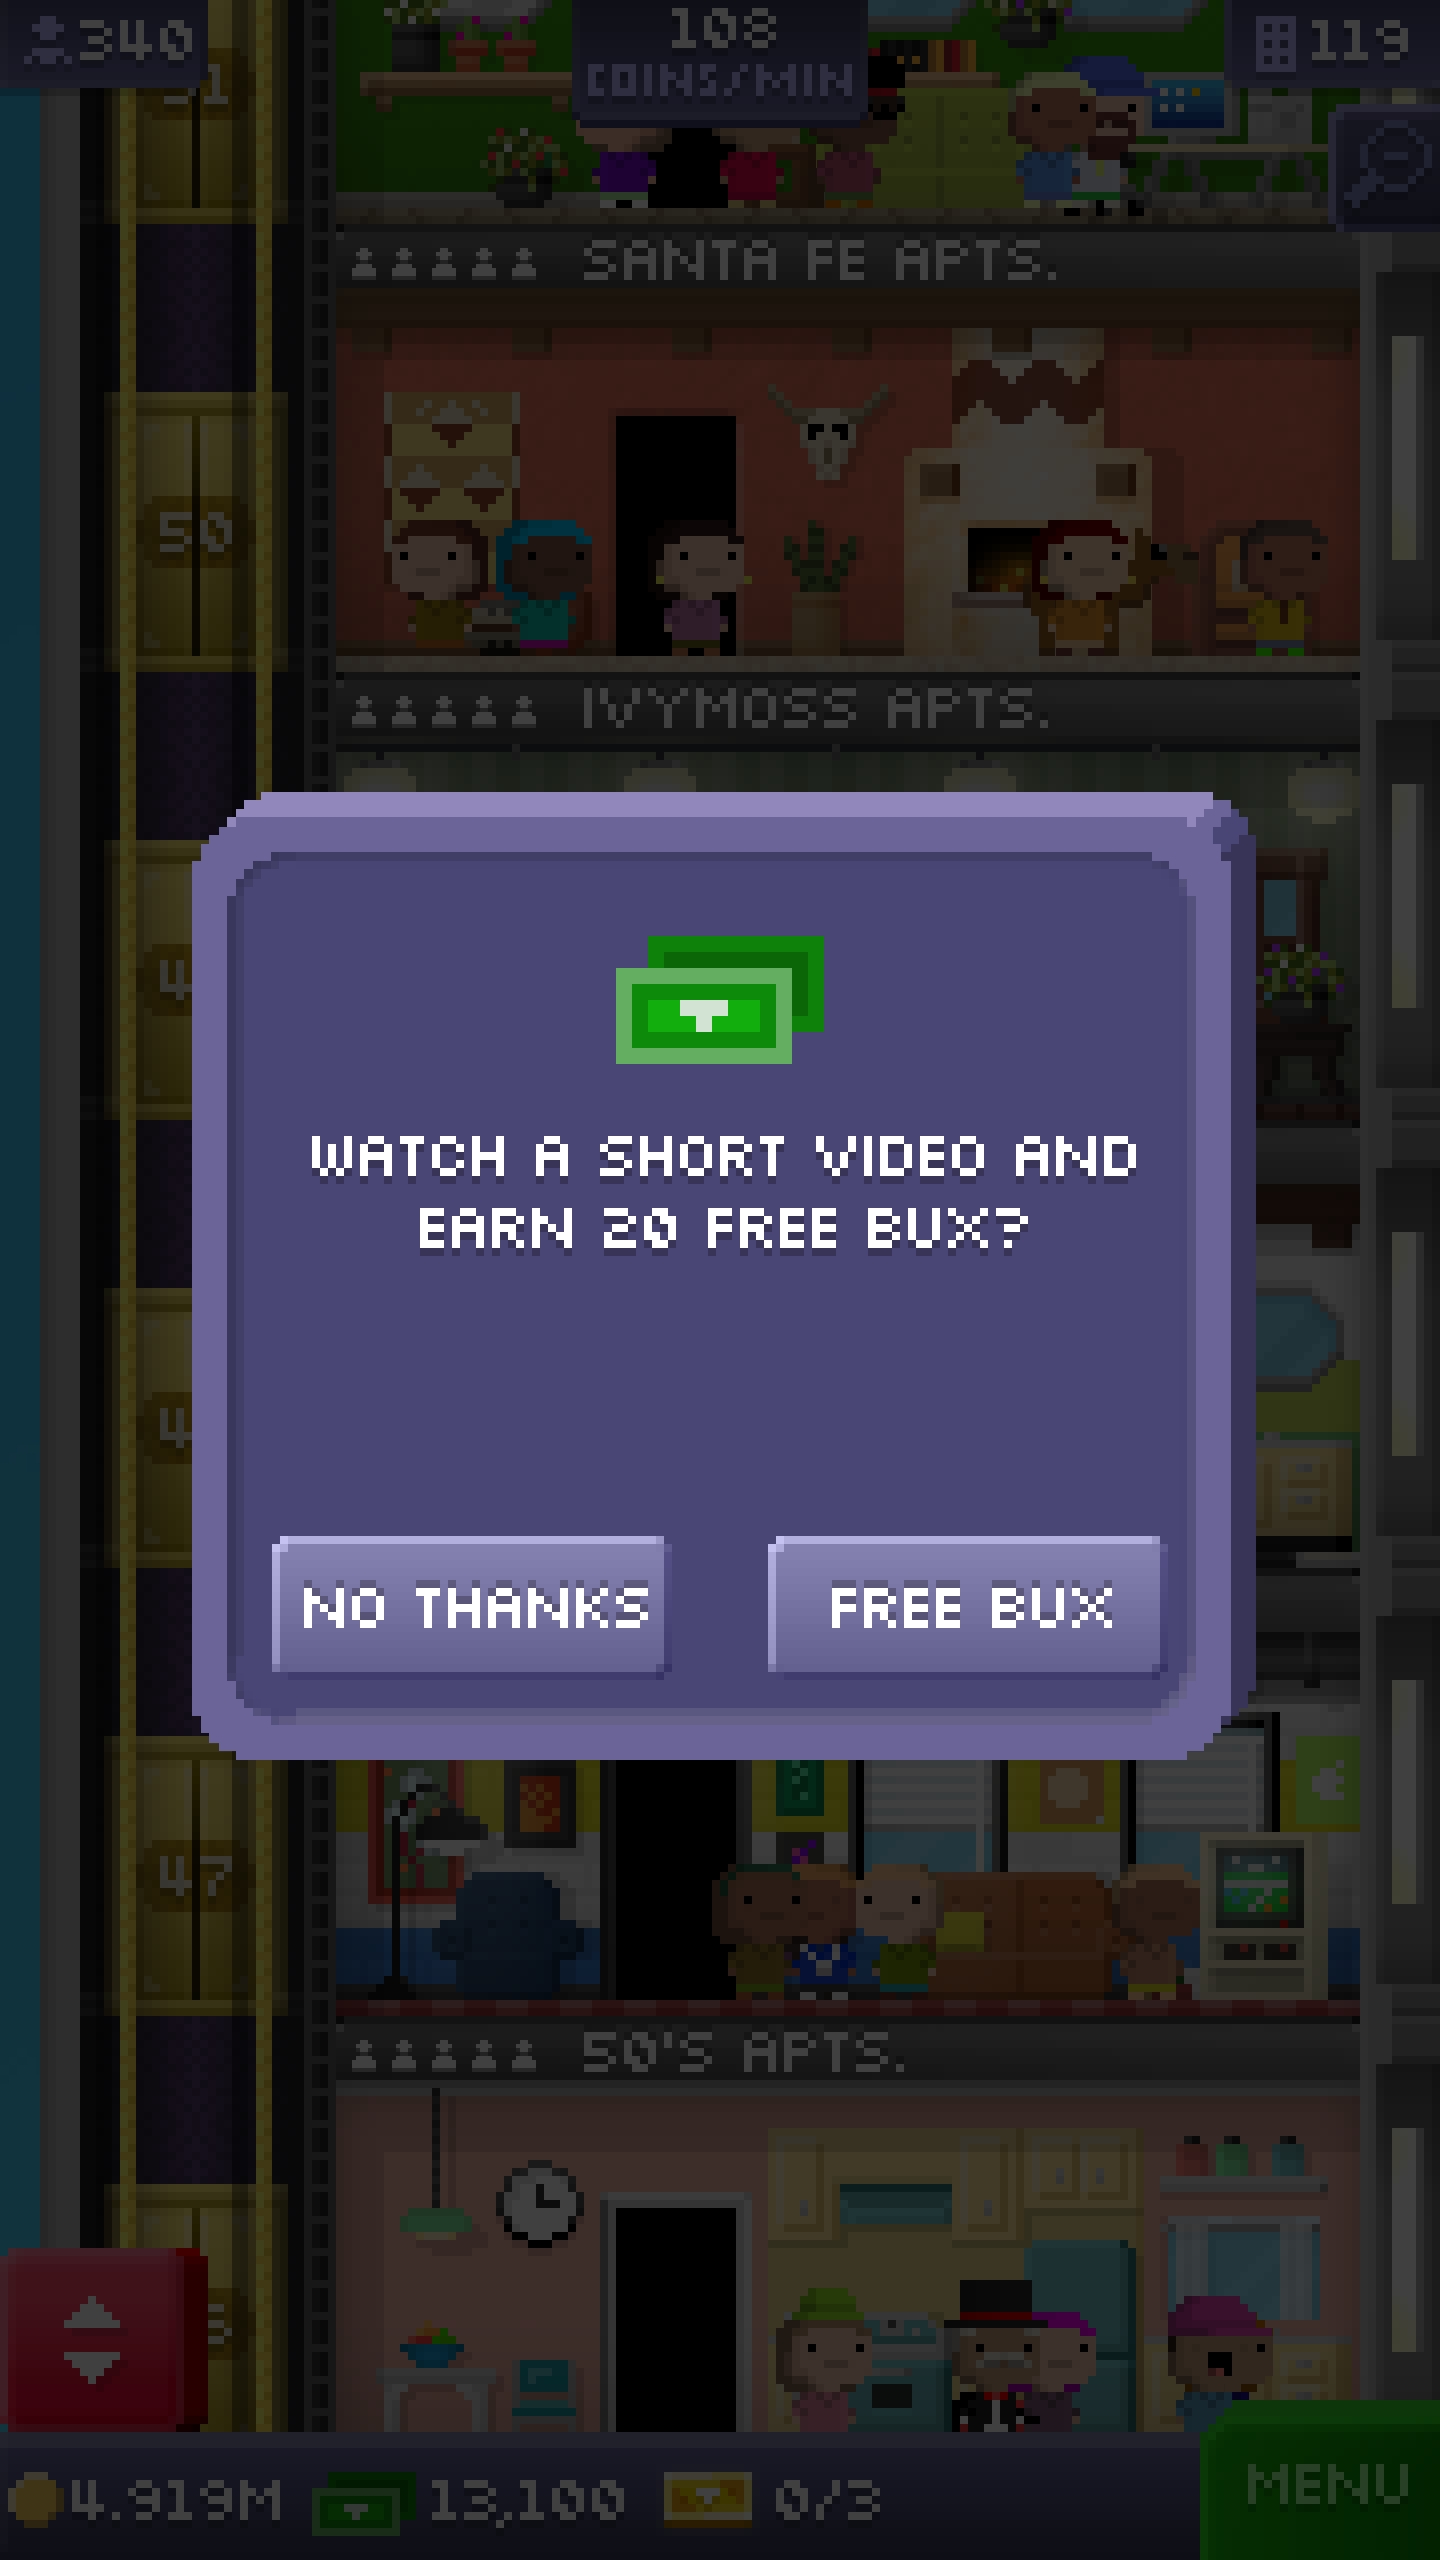 340
108
COINS/MIN
119
SANTA FE APTS.
50
IVYMOSS APTS.
WATCH A SHORT VIDEO AND
EARN 20 FREE BUX?
NO THANKS
FREE BUX
47
50'S APTS.
4.919M
13,100
0/3
MENU